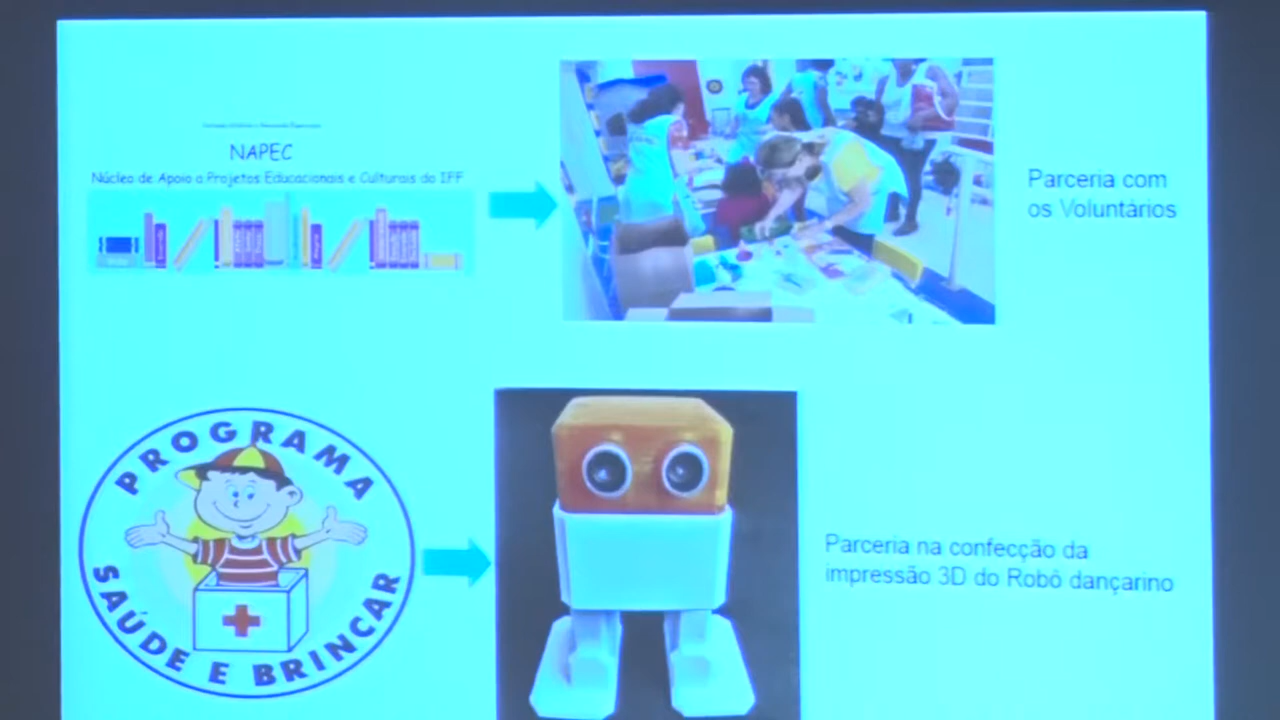 NAPEC
Núcleo de Apoio a Projetos Educacionais e Culturais do IFF
Parceria com
os Voluntários
PROGRAMA
SAÚDE E BRINCAR
Parceria na confecção da
impressão 3D do Robô dançarino